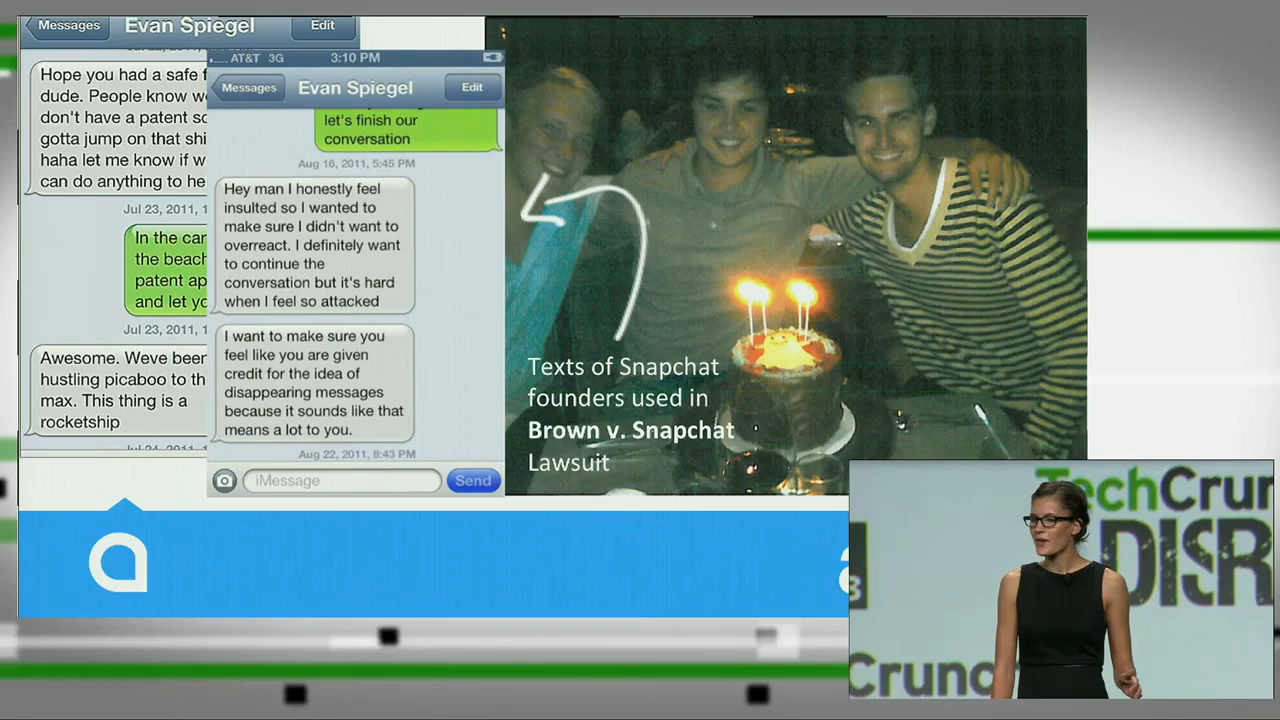 Messages
Evan Spiegel
Edit
Hope you had a safe
dude. People know
don't have a patent
gotta jump on that
haha let me know if
can do anything to
Jul 23, 2011,
In the car
the beach
patent
and let
Jul 23, 2011,
Awesome. Weve been
hustling picaboo to
max. This thing is a
rocketship
AT&T 3G
3:10 PM
Messages
Evan Spiegel
Edit
let's finish our
conversation
Aug 16, 2011, 5:45 PM
Hey man I honestly feel
insulted so I wanted to
make sure I didn't want to
overreact. I definitely want
to continue the
conversation but it's hard
when I feel so attacked
I want to make sure you
feel like you are given
credit for the idea of
disappearing messages
because it sounds like that
means a lot to you.
Aug 22, 2011, 8:43 PM
iMessage
Send
Texts of Snapchat
founders used in
Brown v. Snapchat
Lawsuit
TechCrun
DISR
3
Crunc